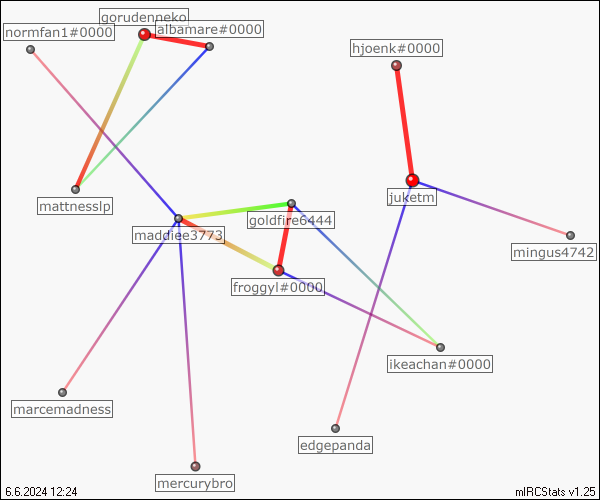 gorudenneko
normfan1#0000
albamare#0000
hjoenk#0000
mattnesslp
juketm
goldfire6444
maddiee3773
mingus4742
froggyl#0000
ikeachan#0000
marcemadness
edgepanda
mercurybro
6.6.2024 12:24
mIRCStats v1.25